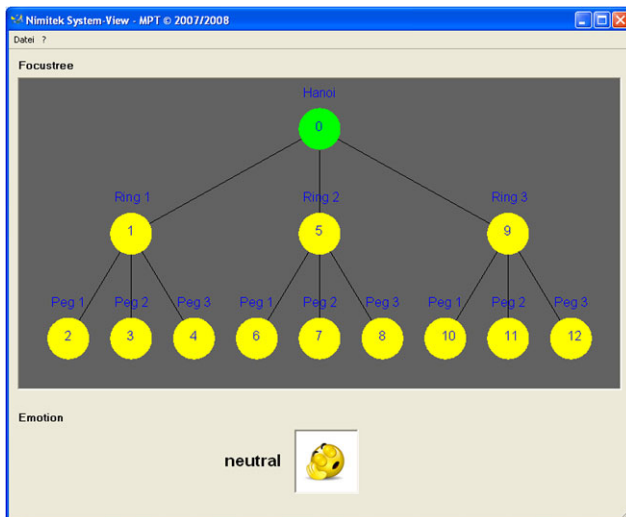 Nimitek System-View - MPT © 2007/2008
Datei ?
Focustree
Hanoi
0
Ring 1 Ring 2 Ring 3
1 5 9
Peg 1 Peg 2 Peg 3 Peg 1 Peg 2 Peg 3 Peg 1 Peg 2 Peg 3
2 3 4 6 7 8 10 11 12
Emotion
neutral